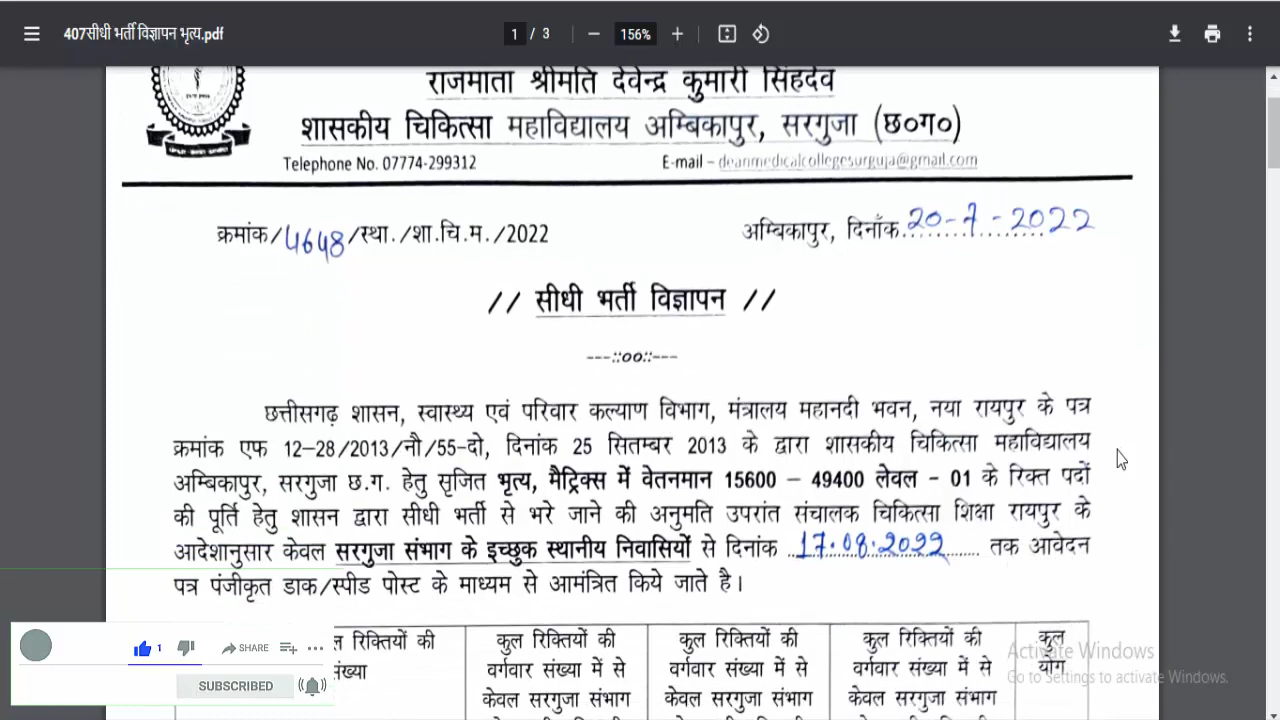 407सीधी भर्ती विज्ञापन भृत्य.pdf
1 / 3
156%
राजमाता श्रीमति देवेन्द्र कुमारी सिंहदेव
शासकीय चिकित्सा महाविद्यालय अम्बिकापुर, सरगुजा (छ०ग०)
Telephone No. 07774-299312 E-mail – deanmedicalcollegesurguja@gmail.com
क्रमांक/4648/स्था./शा.चि.म./2022 अम्बिकापुर, दिनाँक 20-7-2022
// सीधी भर्ती विज्ञापन //
---::oo::---
छत्तीसगढ़ शासन, स्वास्थ्य एवं परिवार कल्याण विभाग, मंत्रालय महानदी भवन, नया रायपुर के पत्र
क्रमांक एफ 12–28/2013/नौ/55-दो, दिनांक 25 सितम्बर 2013 के द्वारा शासकीय चिकित्सा महाविद्यालय
अम्बिकापुर, सरगुजा छ.ग. हेतु सृजित भृत्य, मैट्रिक्स में वेतनमान 15600 – 49400 लेवल - 01 के रिक्त पदों
की पूर्ति हेतु शासन द्वारा सीधी भर्ती से भरे जाने की अनुमति उपरांत संचालक चिकित्सा शिक्षा रायपुर के
आदेशानुसार केवल सरगुजा संभाग के इच्छुक स्थानीय निवासियों से दिनांक 17.08.2022 तक आवेदन
पत्र पंजीकृत डाक/स्पीड पोस्ट के माध्यम से आमंत्रित किये जाते है।
रिक्तियों की
संख्या
कुल रिक्तियों की
वर्गवार संख्या में से
केवल सरगुजा संभाग
कुल रिक्तियों की
वर्गवार संख्या में से
केवल सरगुजा संभाग
कुल रिक्तियों की
वर्गवार संख्या में से
केवल सरगुजा संभाग
कुल
योग
1 SHARE
SUBSCRIBED
Activate Windows
Go to Settings to activate Windows.